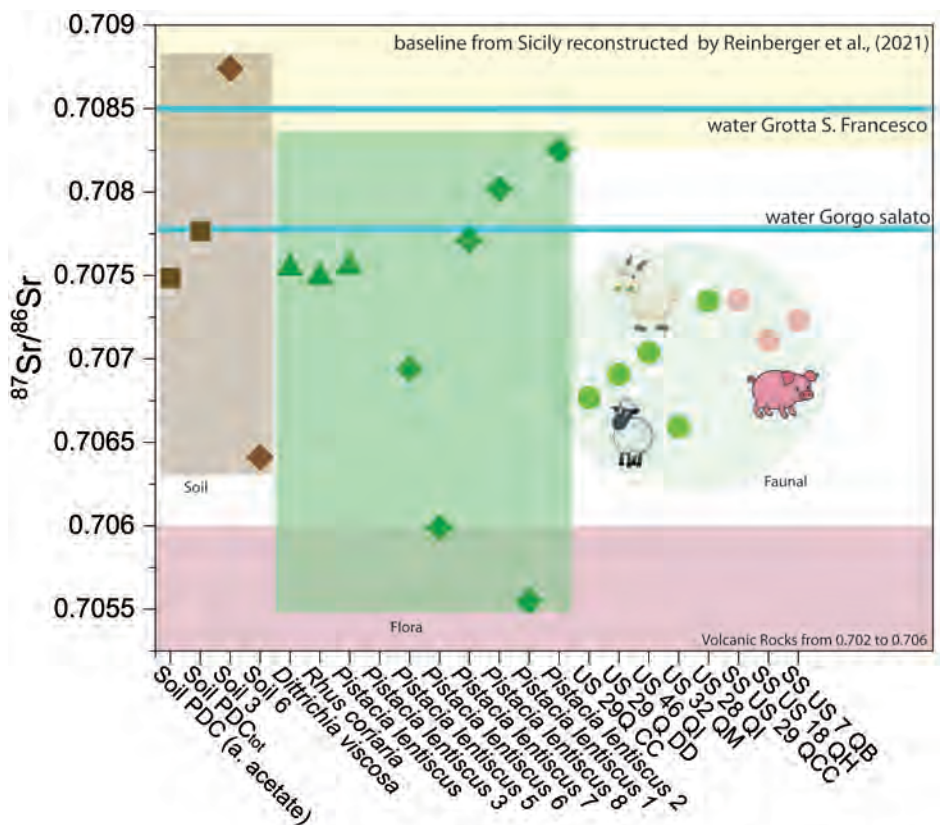 0.709
0.7085
0.708
0.7075
0.707
0.7065
0.706
0.7055
87Sr/86Sr
baseline from Sicily reconstructed by Reinberger et al., (2021)
water Grotta S. Francesco
water Gorgo salato
Soil
Faunal
Flora
Volcanic Rocks from 0.702 to 0.706
Soil PDC (a. acetate)
Soil PDCtot
Soil 3
Soil 6
Dittrichia viscosa
Rhus coriaria
Pistacia lentiscus
Pistacia lentiscus 3
Pistacia lentiscus 5
Pistacia lentiscus 6
Pistacia lentiscus 7
Pistacia lentiscus 8
Pistacia lentiscus 1
Pistacia lentiscus 2
US 29Q CC
US 29 Q DD
US 46 QI
US 32 QM
US 28 QI
SS US 29 QCC
SS US 18 QH
SS US 7 QB